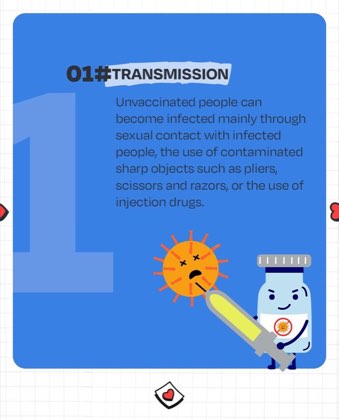 01#TRANSMISSION
1
Unvaccinated people can
become infected mainly through
sexual contact with infected
people, the use of contaminated
sharp objects such as pliers,
scissors and razors, or the use of
injection drugs.